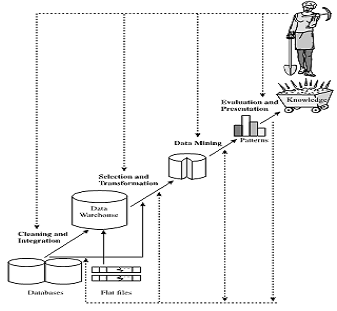 Evaluation and
Presentation
Knowledge
Data Mining
Patterns
Selection and
Transformation
Data
Warehouse
Cleaning and
Integration
Databases
Flat files